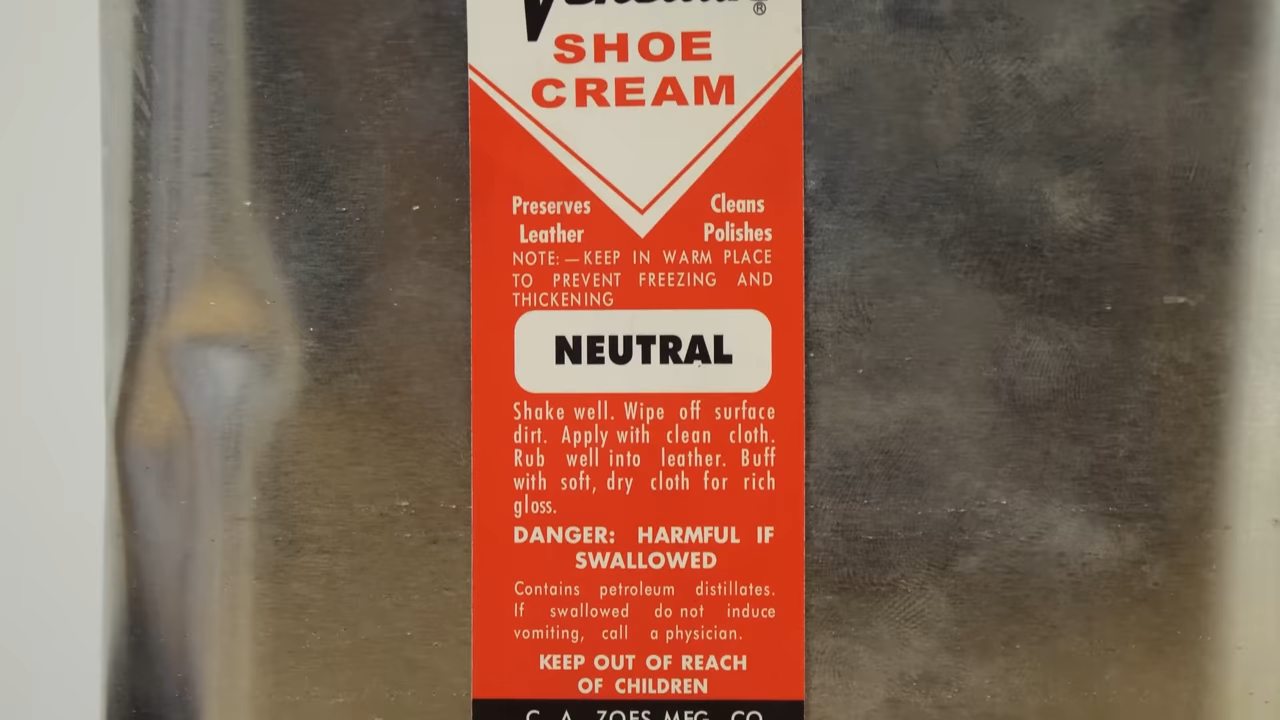 ®
SHOE
CREAM
Preserves Cleans
Leather Polishes
NOTE:—KEEP IN WARM PLACE
TO PREVENT FREEZING AND
THICKENING
NEUTRAL
Shake well. Wipe off surface
dirt. Apply with clean cloth.
Rub well into leather. Buff
with soft, dry cloth for rich
gloss.
DANGER: HARMFUL IF
SWALLOWED
Contains petroleum distillates.
If swallowed do not induce
vomiting, call a physician.
KEEP OUT OF REACH
OF CHILDREN
C. A. ZOES MFG. CO.